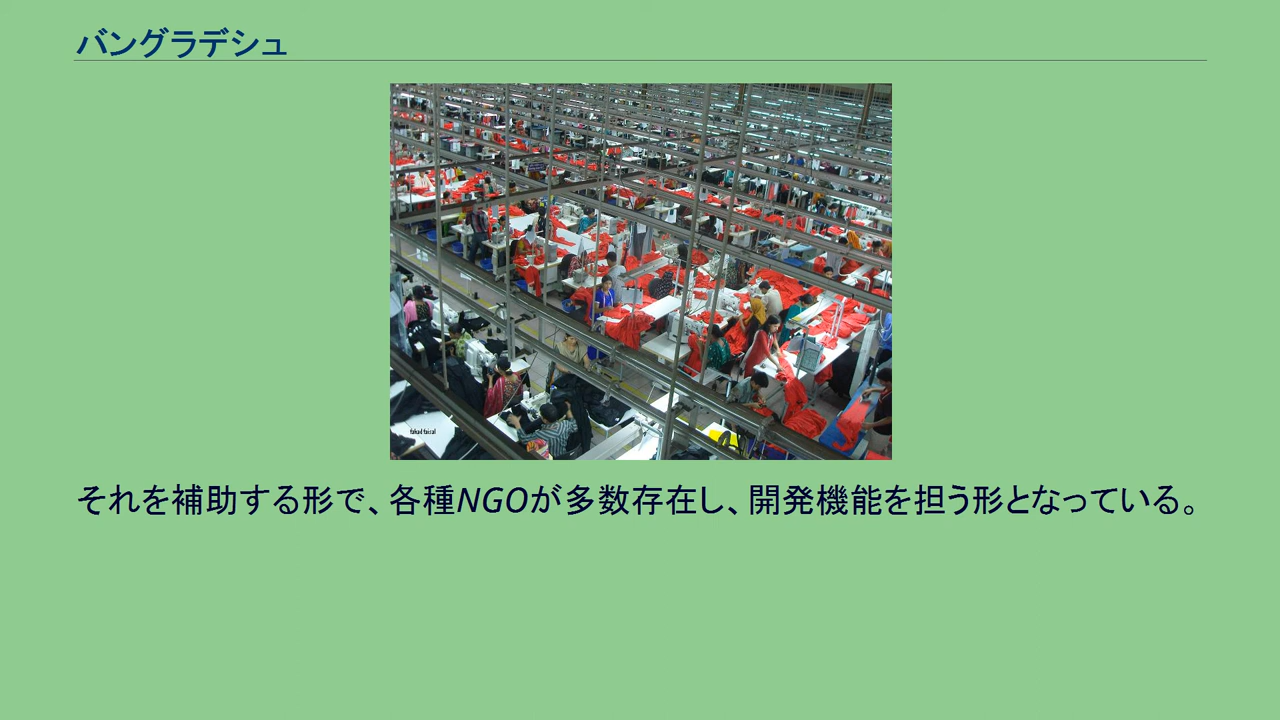 バングラデシュ
fahad faisal
それを補助する形で、各種NGOが多数存在し、開発機能を担う形となっている。